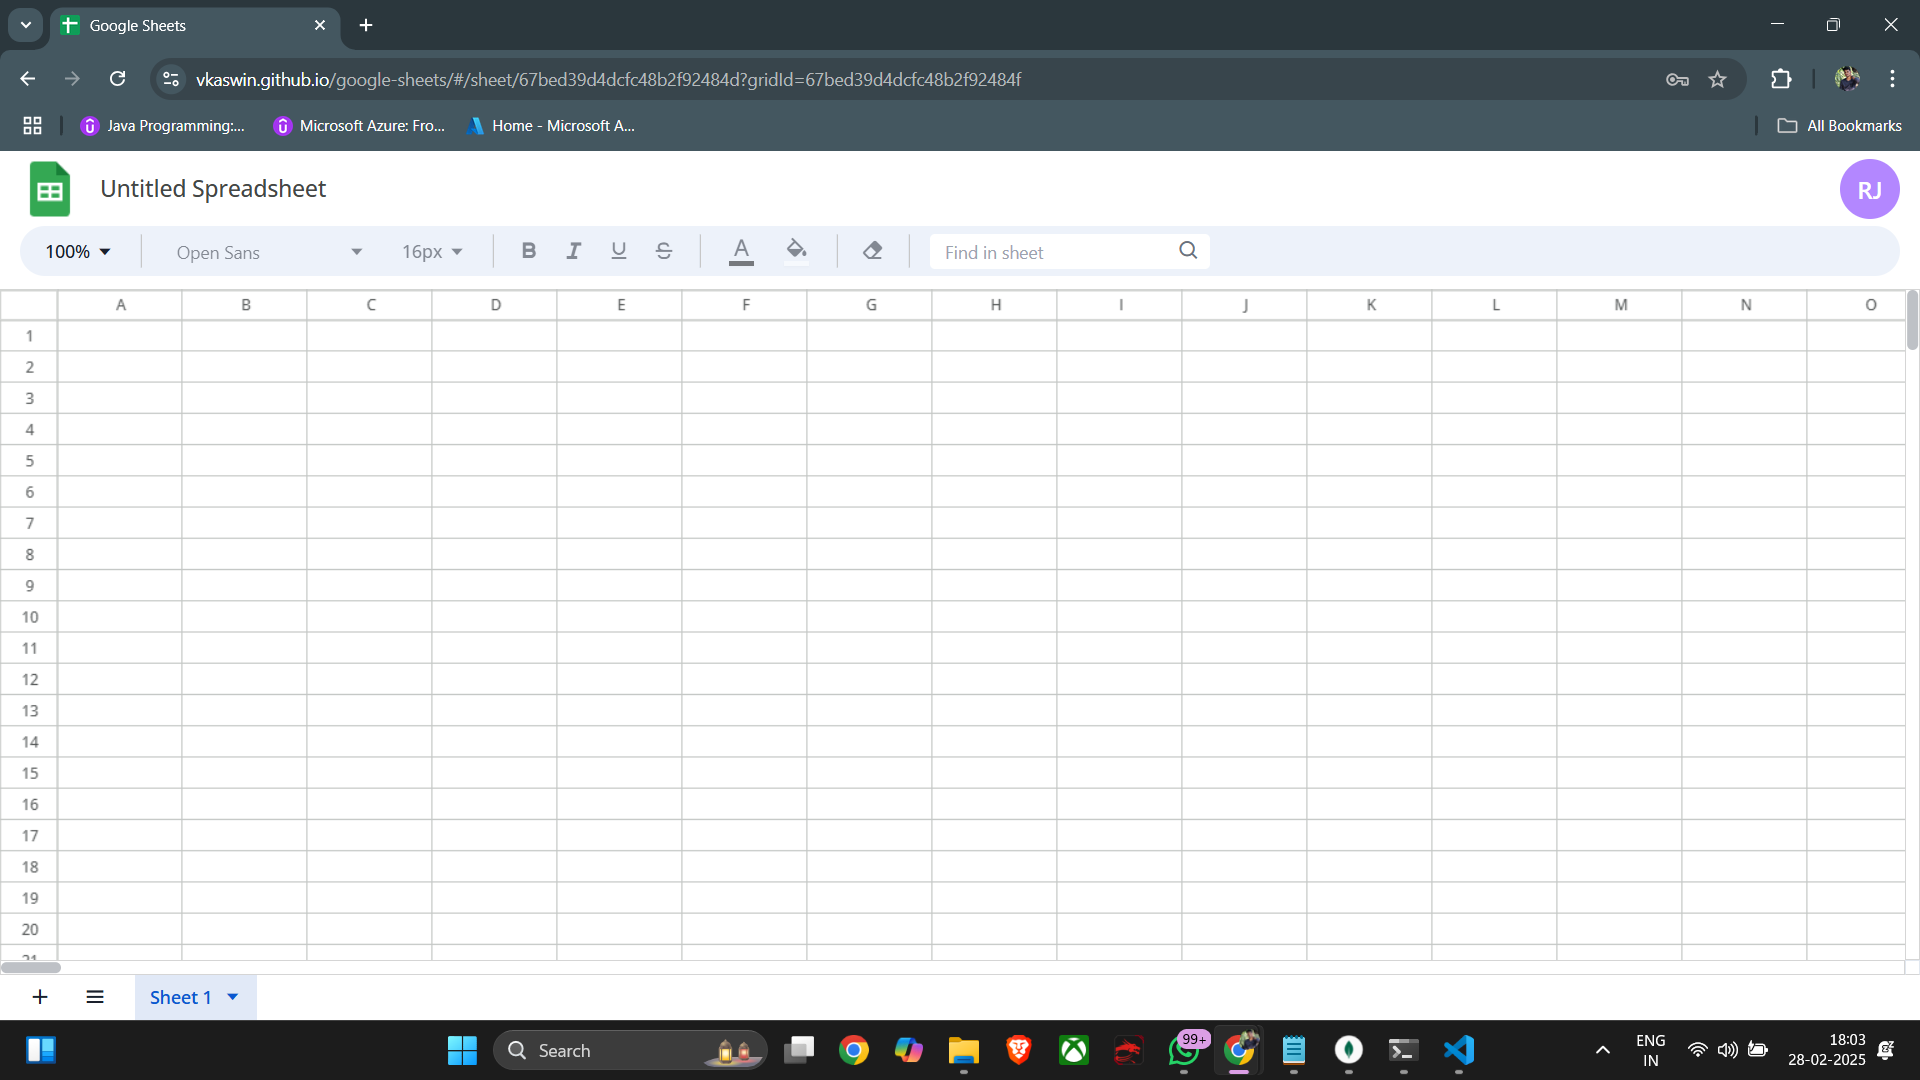 Google Sheets
vkaswin.github.io/google-sheets/#/sheet/67bed39d4dcfc48b2f92484d?gridId=67bed39d4dcfc48b2f92484f
Java Programming:... Microsoft Azure: Fro... Home - Microsoft A... All Bookmarks
Untitled Spreadsheet RJ
100% Open Sans 16px B I U S A Find in sheet
A B C D E F G H I J K L M N O
1
2
3
4
5
6
7
8
9
10
11
12
13
14
15
16
17
18
19
20
21
Sheet 1
Search 99+ ENG IN 18:03 28-02-2025